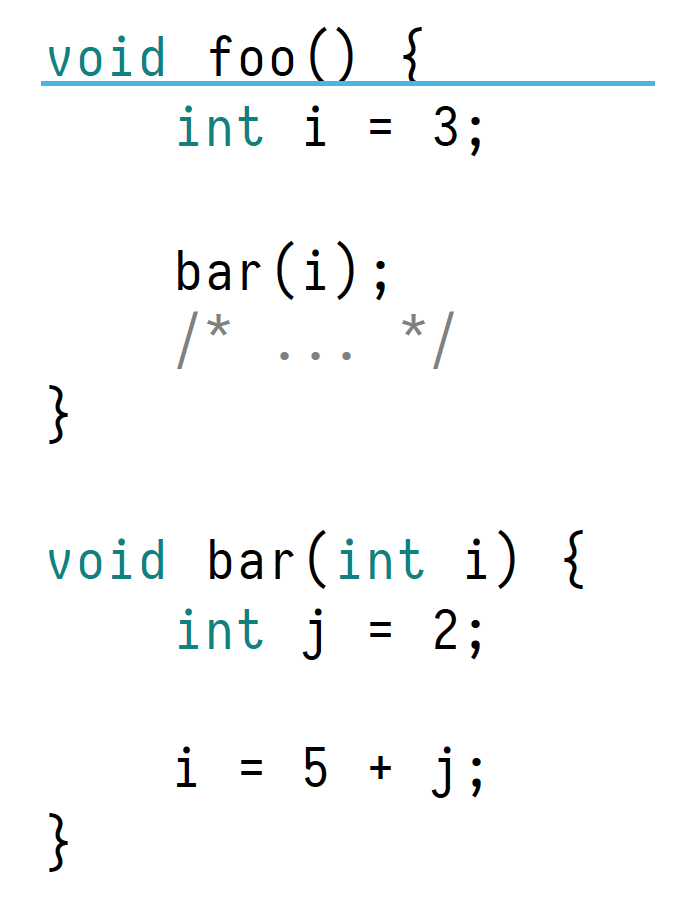 void foo() {
    int i = 3;

    bar(i);
    /* ... */
}

void bar(int i) {
    int j = 2;

    i = 5 + j;
}